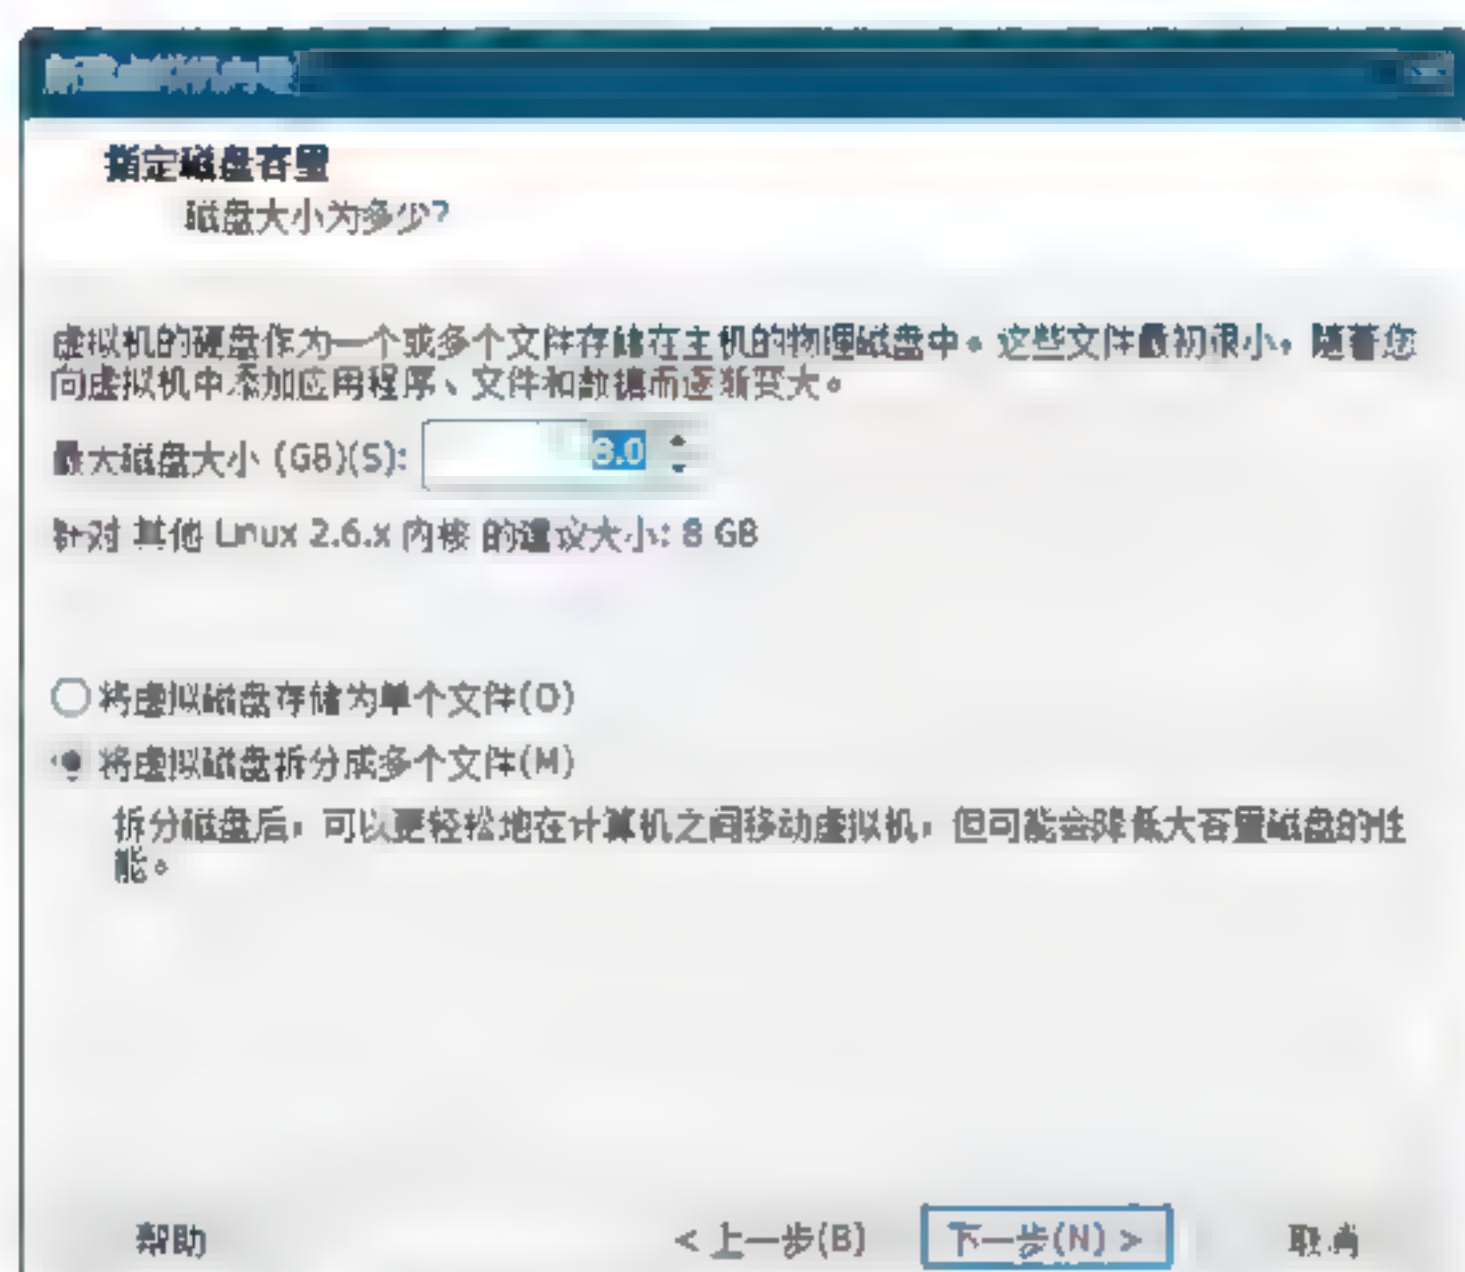 新建虚拟机向导
指定磁盘容量
磁盘大小为多少?
虚拟机的硬盘作为一个或多个文件存储在主机的物理磁盘中。这些文件最初很小，随着您
向虚拟机中添加应用程序、文件和数据而逐渐变大。
最大磁盘大小 (GB)(S): 8.0
针对 其他 Linux 2.6.x 内核 的建议大小: 8 GB
将虚拟磁盘存储为单个文件(O)
将虚拟磁盘拆分成多个文件(M)
拆分磁盘后，可以更轻松地在计算机之间移动虚拟机，但可能会降低大容量磁盘的性
能。
帮助 < 上一步(B) 下一步(N) > 取消